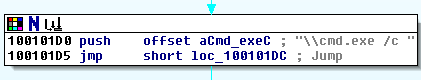 N
100101D0 push    offset aCmd_exeC ; "\\cmd.exe /c "
100101D5 jmp     short loc_100101DC ; Jump